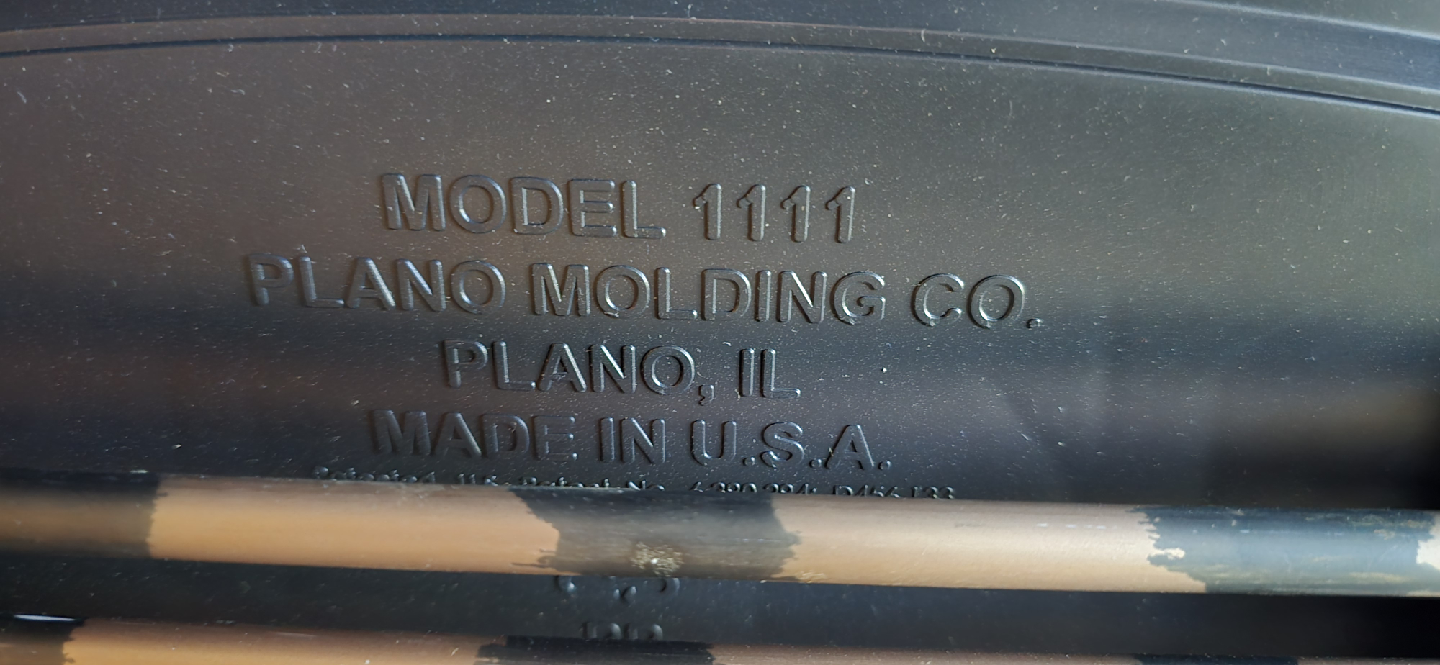 MODEL 1111
PLANO MOLDING CO.
PLANO, IL
MADE IN U.S.A.